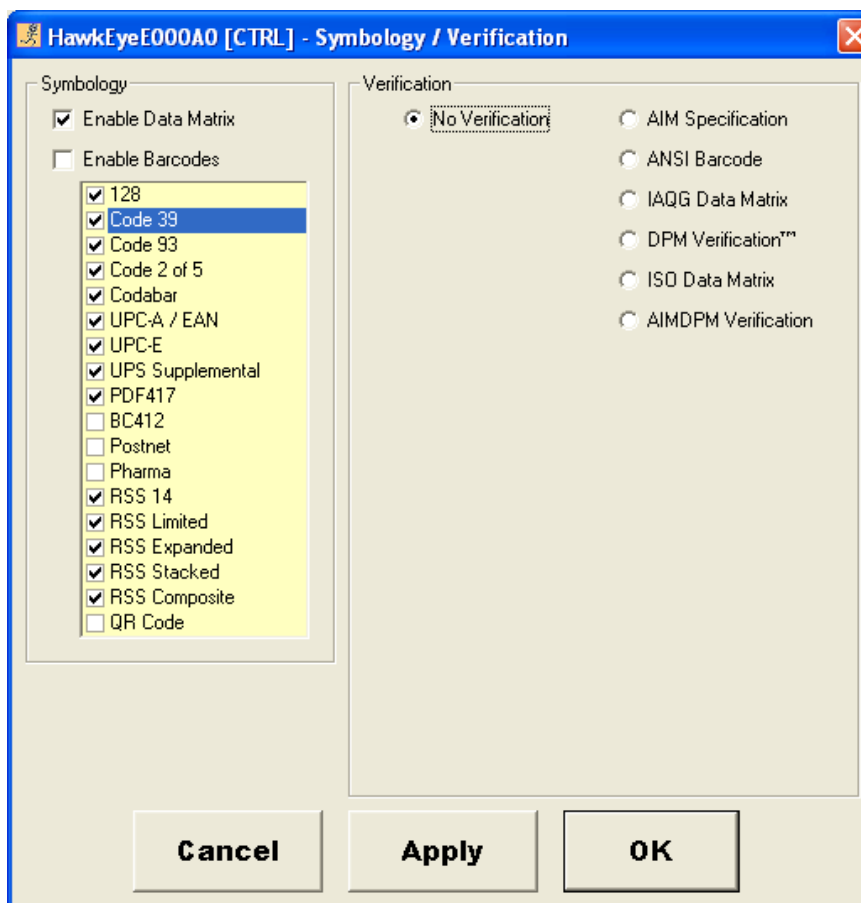 HawkEyeE000A0 [CTRL] - Symbology / Verification
Symbology
Enable Data Matrix
Enable Barcodes
128
Code 39
Code 93
Code 2 of 5
Codabar
UPC-A / EAN
UPC-E
UPS Supplemental
PDF417
BC412
Postnet
Pharma
RSS 14
RSS Limited
RSS Expanded
RSS Stacked
RSS Composite
QR Code
Verification
No Verification
AIM Specification
ANSI Barcode
IAQG Data Matrix
DPM Verification™
ISO Data Matrix
AIMDPM Verification
Cancel
Apply
OK